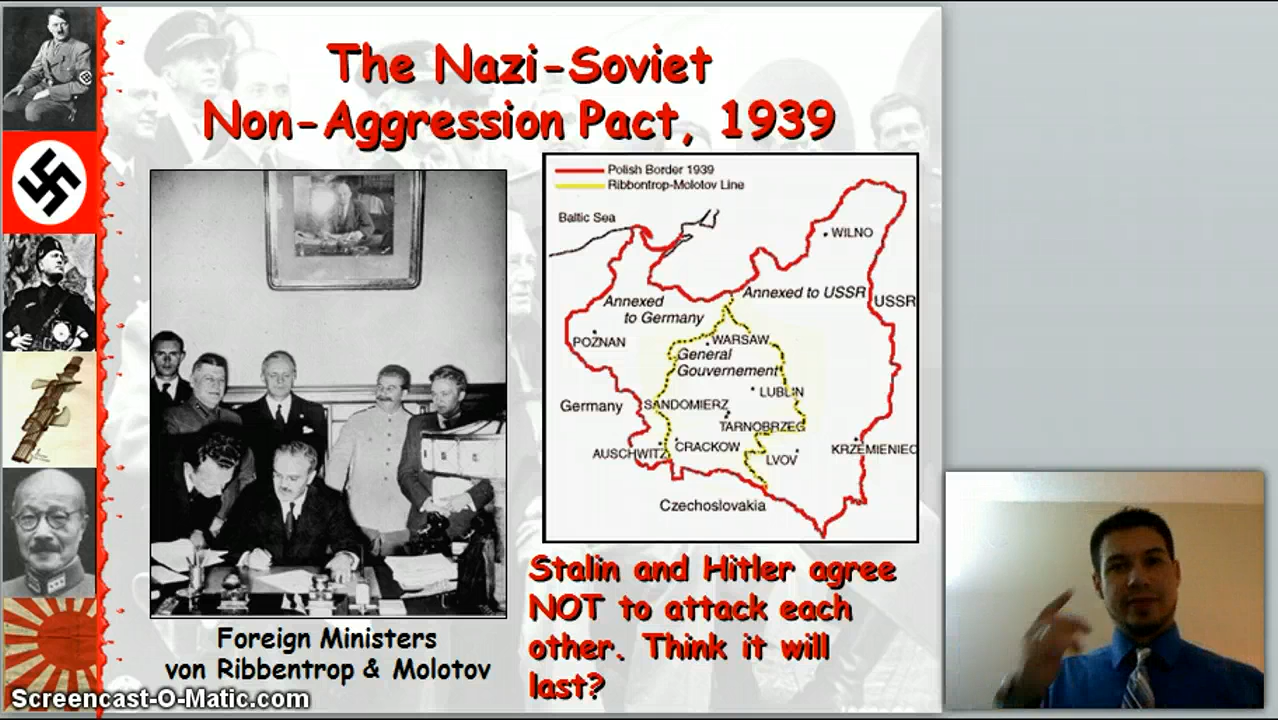 The Nazi-Soviet
Non-Aggression Pact, 1939
Polish Border 1939
Ribbontrop-Molotov Line
Baltic Sea
WILNO
Annexed to USSR
USSR
Annexed
to Germany
POZNAN
WARSAW
General
Gouvernement
LUBLIN
Germany
SANDOMIERZ
TARNOBRZEG
AUSCHWITZ
CRACKOW
LVOV
KRZEMIENIEC
Czechoslovakia
Stalin and Hitler agree
NOT to attack each
other. Think it will
last?
Foreign Ministers
von Ribbentrop & Molotov
Screencast-O-Matic.com